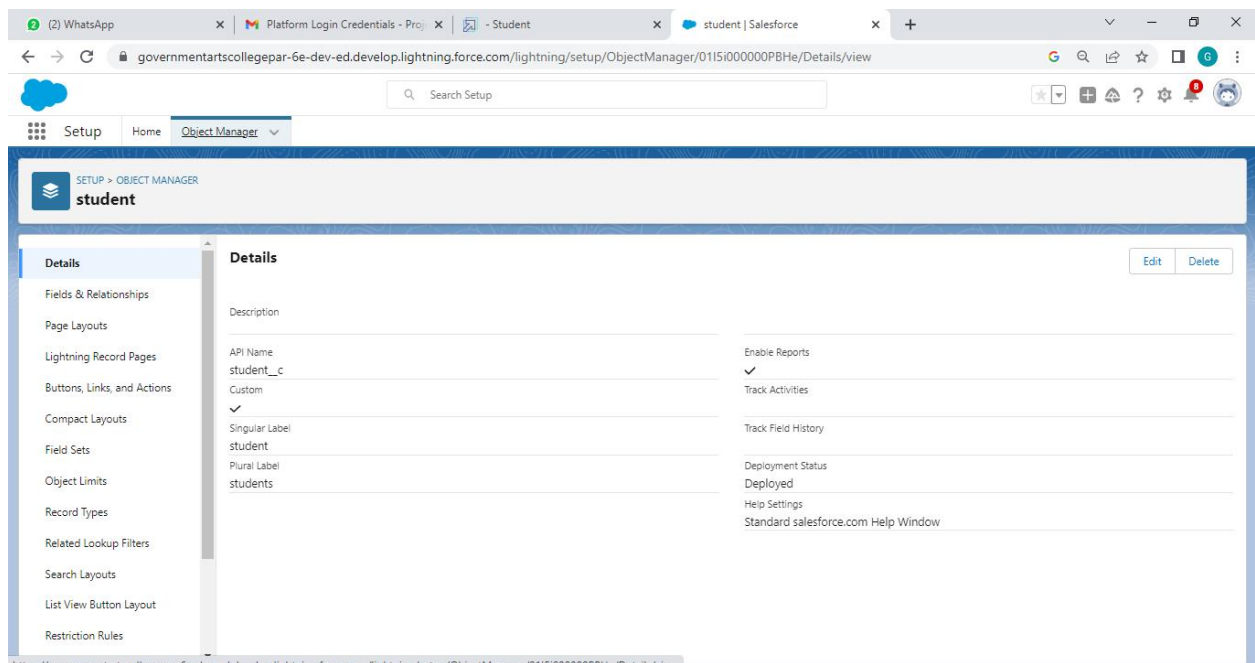 (2) WhatsApp
Platform Login Credentials - Proj
- Student
student | Salesforce
governmentartscollegepar-6e-dev-ed.develop.lightning.force.com/lightning/setup/ObjectManager/01I5i000000PBHe/Details/view
G
Search Setup
8
Setup Home Object Manager
SETUP > OBJECT MANAGER
student
Details
Fields & Relationships
Page Layouts
Lightning Record Pages
Buttons, Links, and Actions
Compact Layouts
Field Sets
Object Limits
Record Types
Related Lookup Filters
Search Layouts
List View Button Layout
Restriction Rules
Details
Edit Delete
Description
API Name
student__c
Custom
Singular Label
student
Plural Label
students
Enable Reports
Track Activities
Track Field History
Deployment Status
Deployed
Help Settings
Standard salesforce.com Help Window